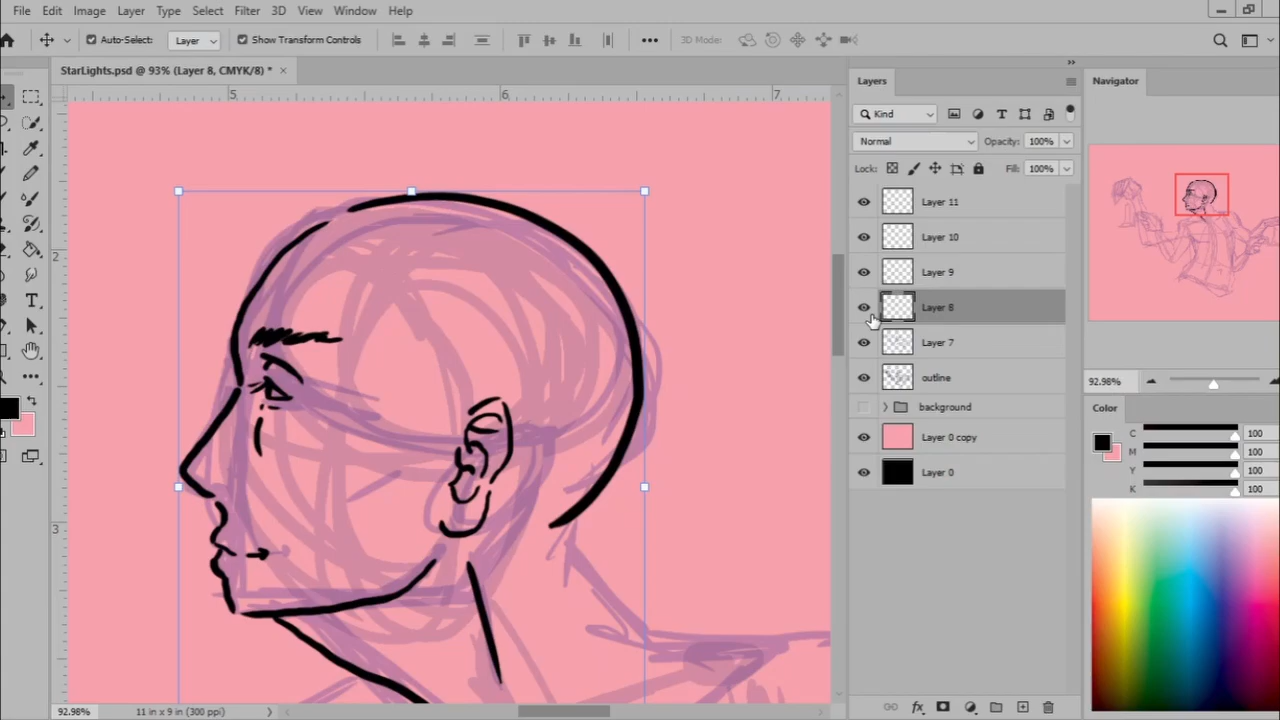 File Edit Image Layer Type Select Filter 3D View Window Help
Auto-Select: Layer Show Transform Controls 3D Mode:
StarLights.psd @ 93% (Layer 8, CMYK/8) *
5 6 7
2
3
Layers
Kind
Normal Opacity: 100%
Lock: Fill: 100%
Layer 11
Layer 10
Layer 9
Layer 8
Layer 7
outline
background
Layer 0 copy
Layer 0
Navigator
92.98%
Color
C 100
M 100
Y 100
K 100
92.98% 11 in x 9 in (300 ppi)